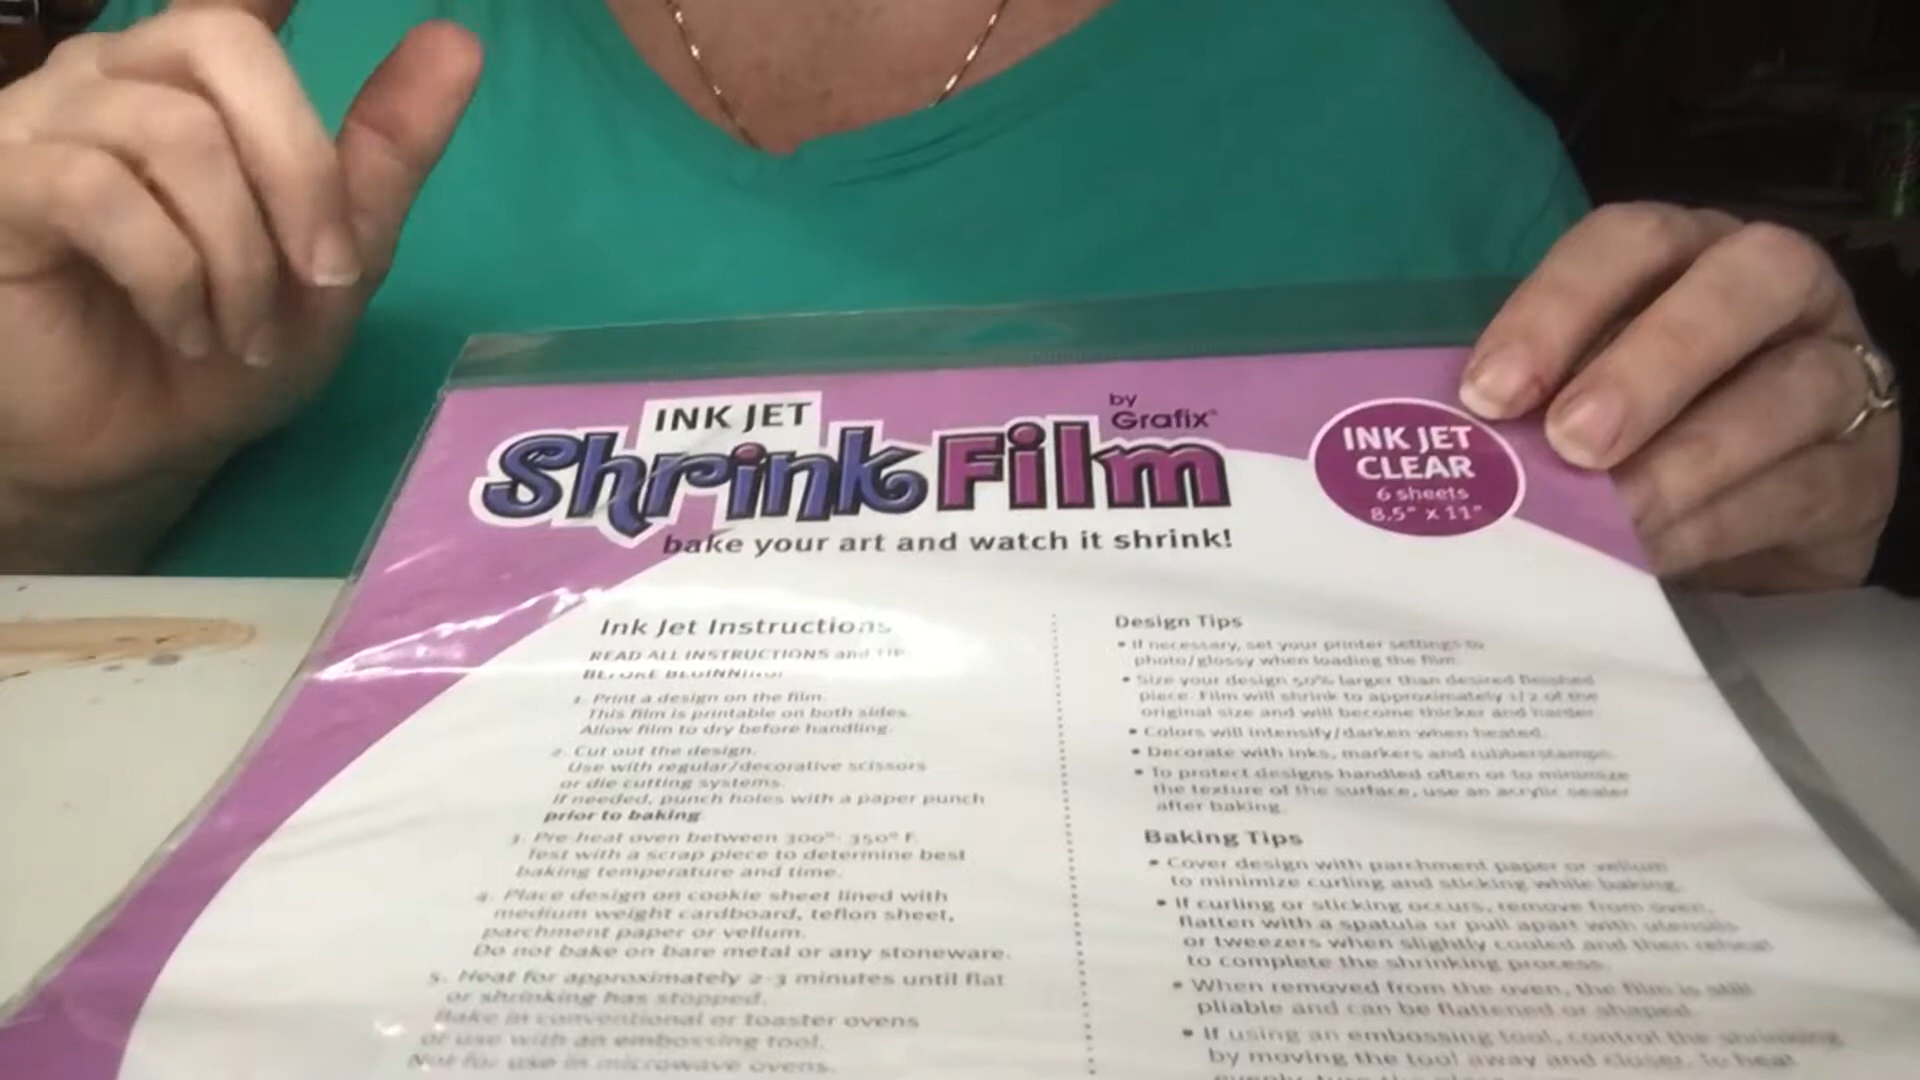 INK JET
by
Grafix®
Shrink Film
bake your art and watch it shrink!
INK JET
CLEAR
6 sheets
8.5" x 11"
Ink Jet Instructions
READ ALL INSTRUCTIONS and TIP
BEFORE BEGINNING!
1. Print a design on the film.
This film is printable on both sides.
Allow film to dry before handling.
2. Cut out the design.
Use with regular/decorative scissors
or die cutting systems.
If needed, punch holes with a paper punch
prior to baking.
3. Pre-heat oven between 300°- 350° F.
Test with a scrap piece to determine best
baking temperature and time.
4. Place design on cookie sheet lined with
medium weight cardboard, teflon sheet,
parchment paper or vellum.
Do not bake on bare metal or any stoneware.
5. Heat for approximately 2-3 minutes until flat
or shrinking has stopped.
Bake in conventional or toaster ovens
or use with an embossing tool.
Not for use in microwave ovens.
Design Tips
• If necessary, set your printer settings to
photo/glossy when loading the film.
• Size your design 50% larger than desired finished
piece. Film will shrink to approximately 1/2 of the
original size and will become thicker and harder.
• Colors will intensify/darken when heated.
• Decorate with inks, markers and rubberstamps.
• To protect designs handled often or to minimize
the texture of the surface, use an acrylic sealer
after baking.
Baking Tips
• Cover design with parchment paper or vellum
to minimize curling and sticking while baking.
• If curling or sticking occurs, remove from oven,
flatten with a spatula or pull apart with utensils
or tweezers when slightly cooled and then reheat
to complete the shrinking process.
• When removed from the oven, the film is still
pliable and can be flattened or shaped.
• If using an embossing tool, control the shrinking
by moving the tool away and closer. To heat